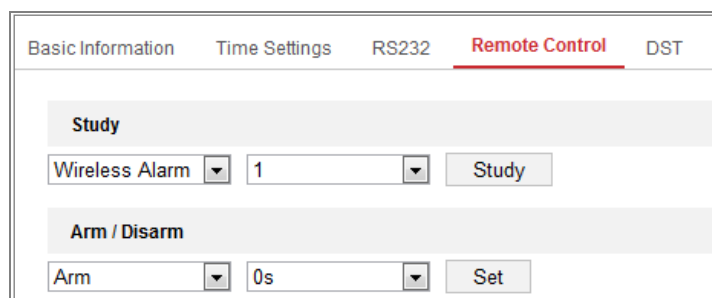 Basic Information Time Settings RS232 Remote Control DST
Study
Wireless Alarm 1 Study
Arm / Disarm
Arm 0s Set